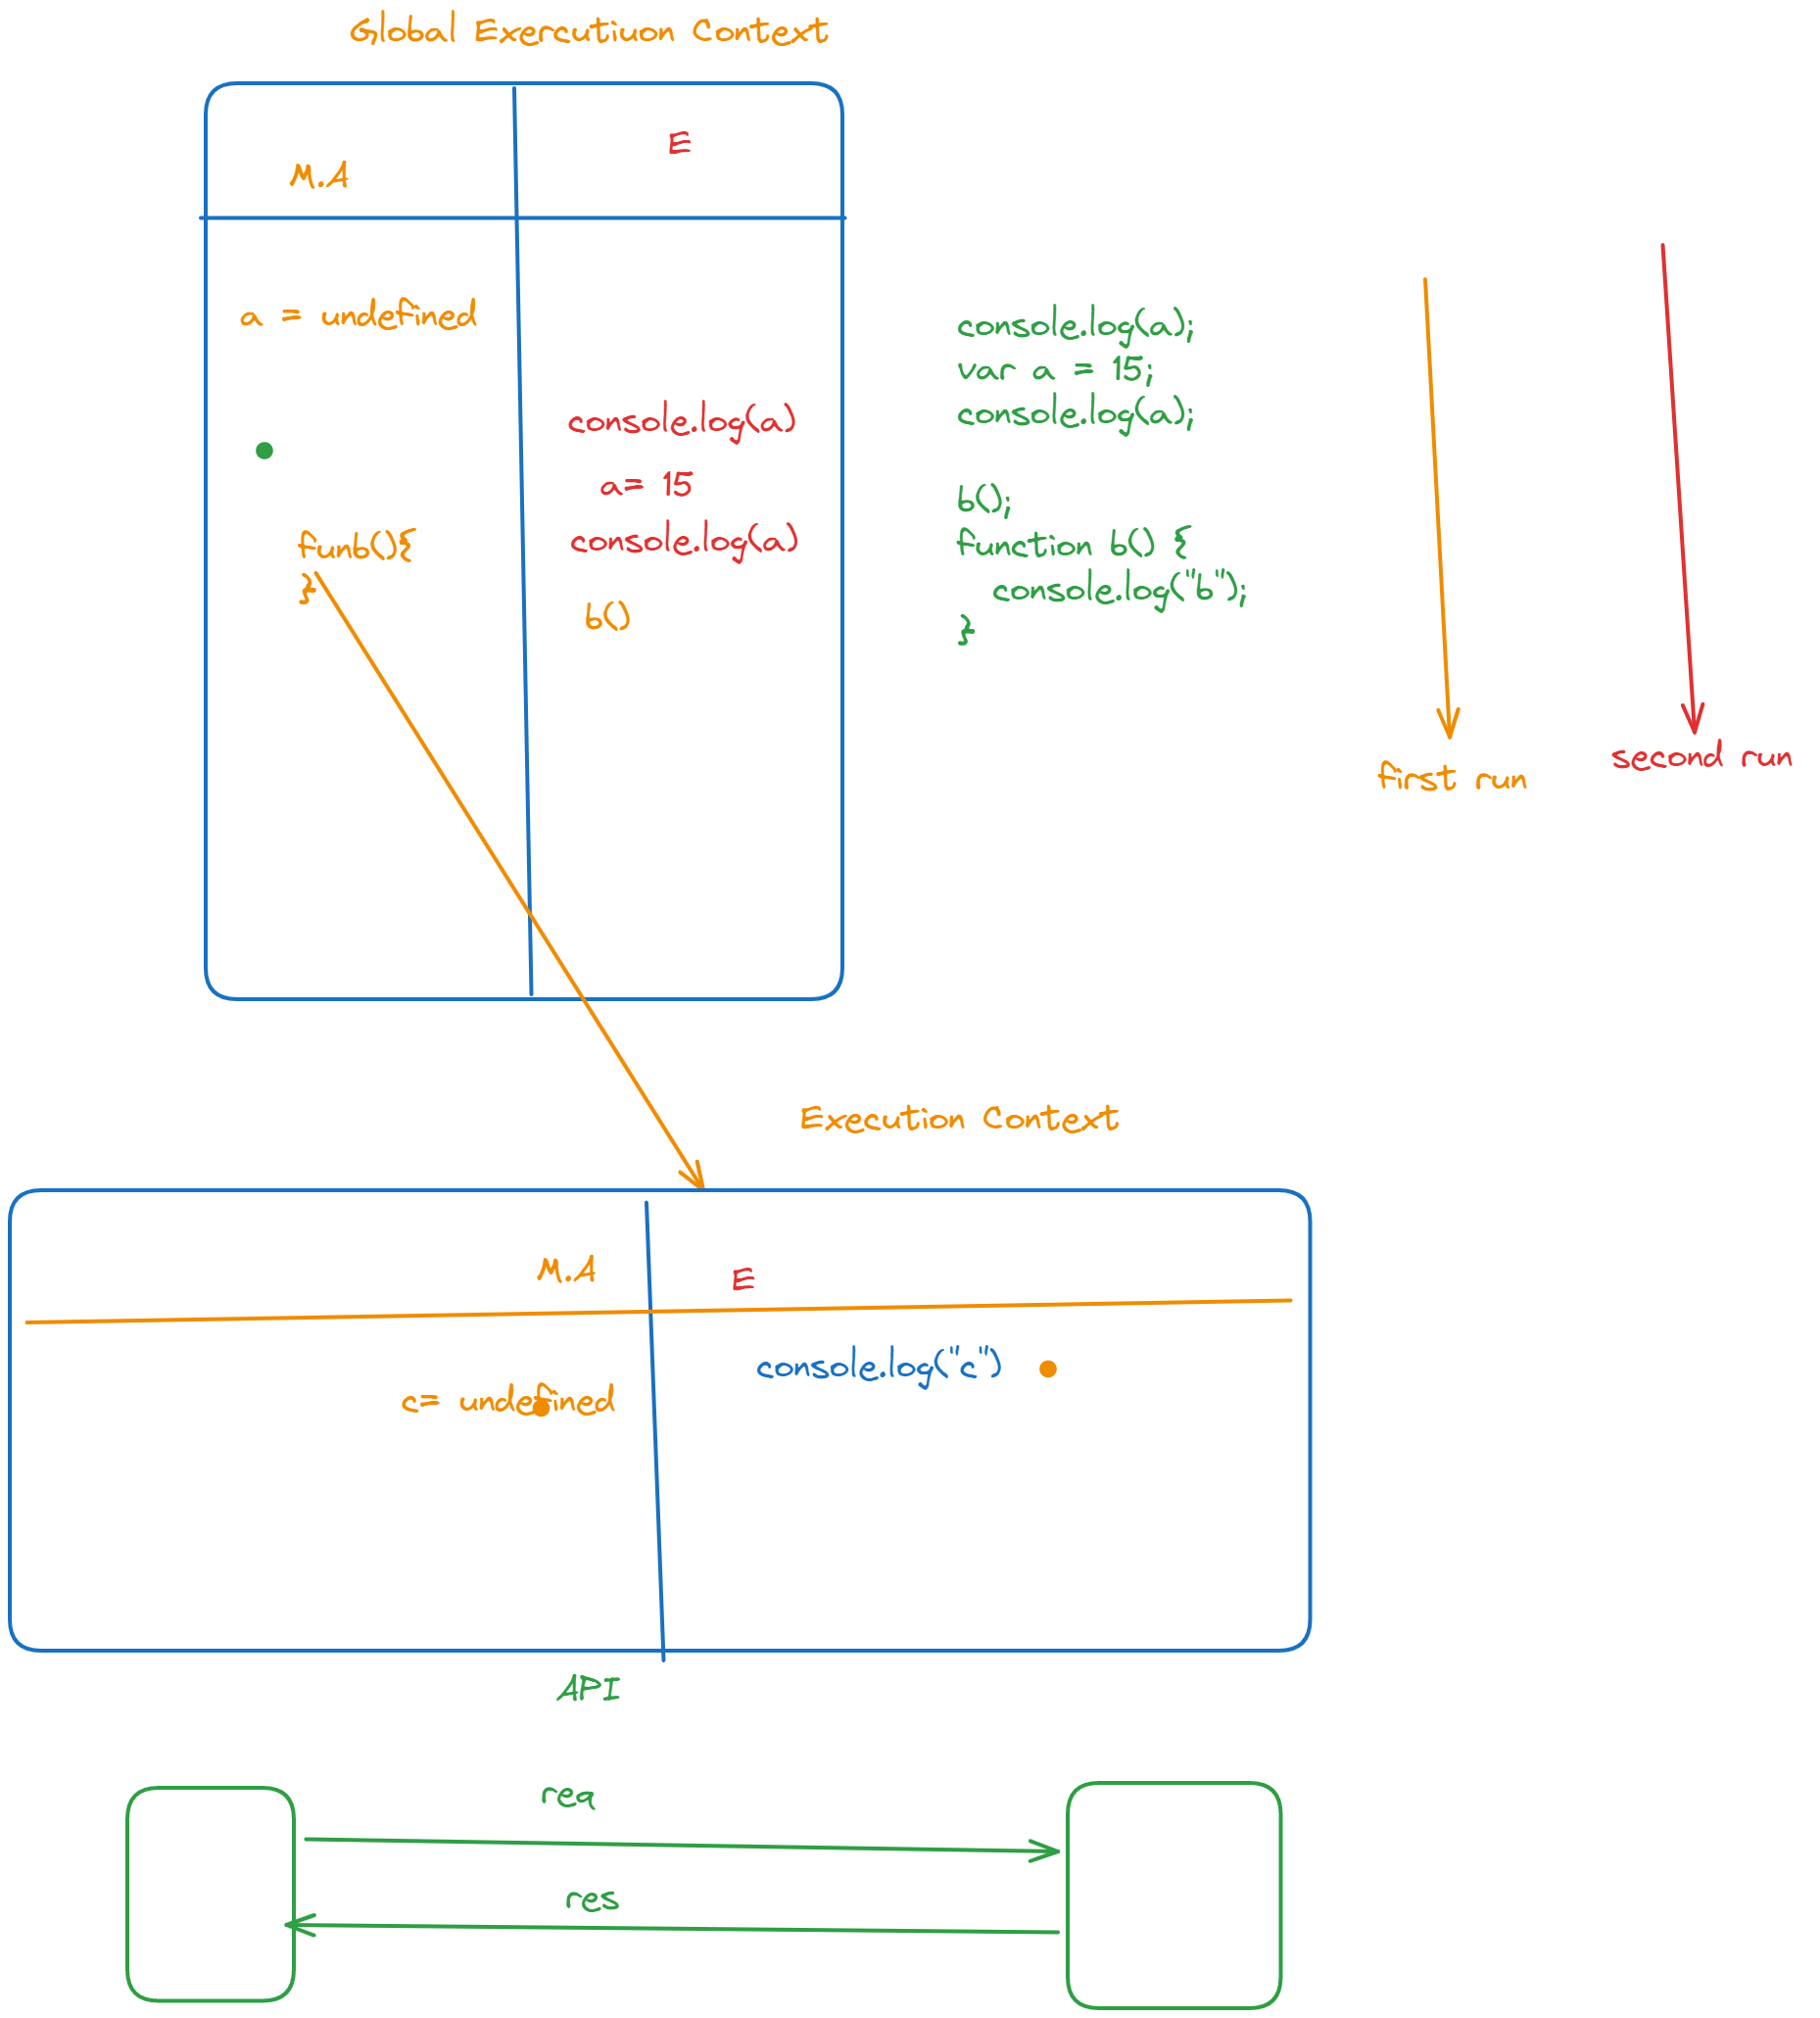 Global Exercutiuon Context
M.A
E
a = undefined
console.log(a)
a= 15
console.log(a)
funb(){
}
b()
console.log(a);
var a = 15;
console.log(a);
b();
function b() {
console.log("b");
}
first run
second run
Execution Context
M.A
E
c= undefined
console.log("c")
API
req
res